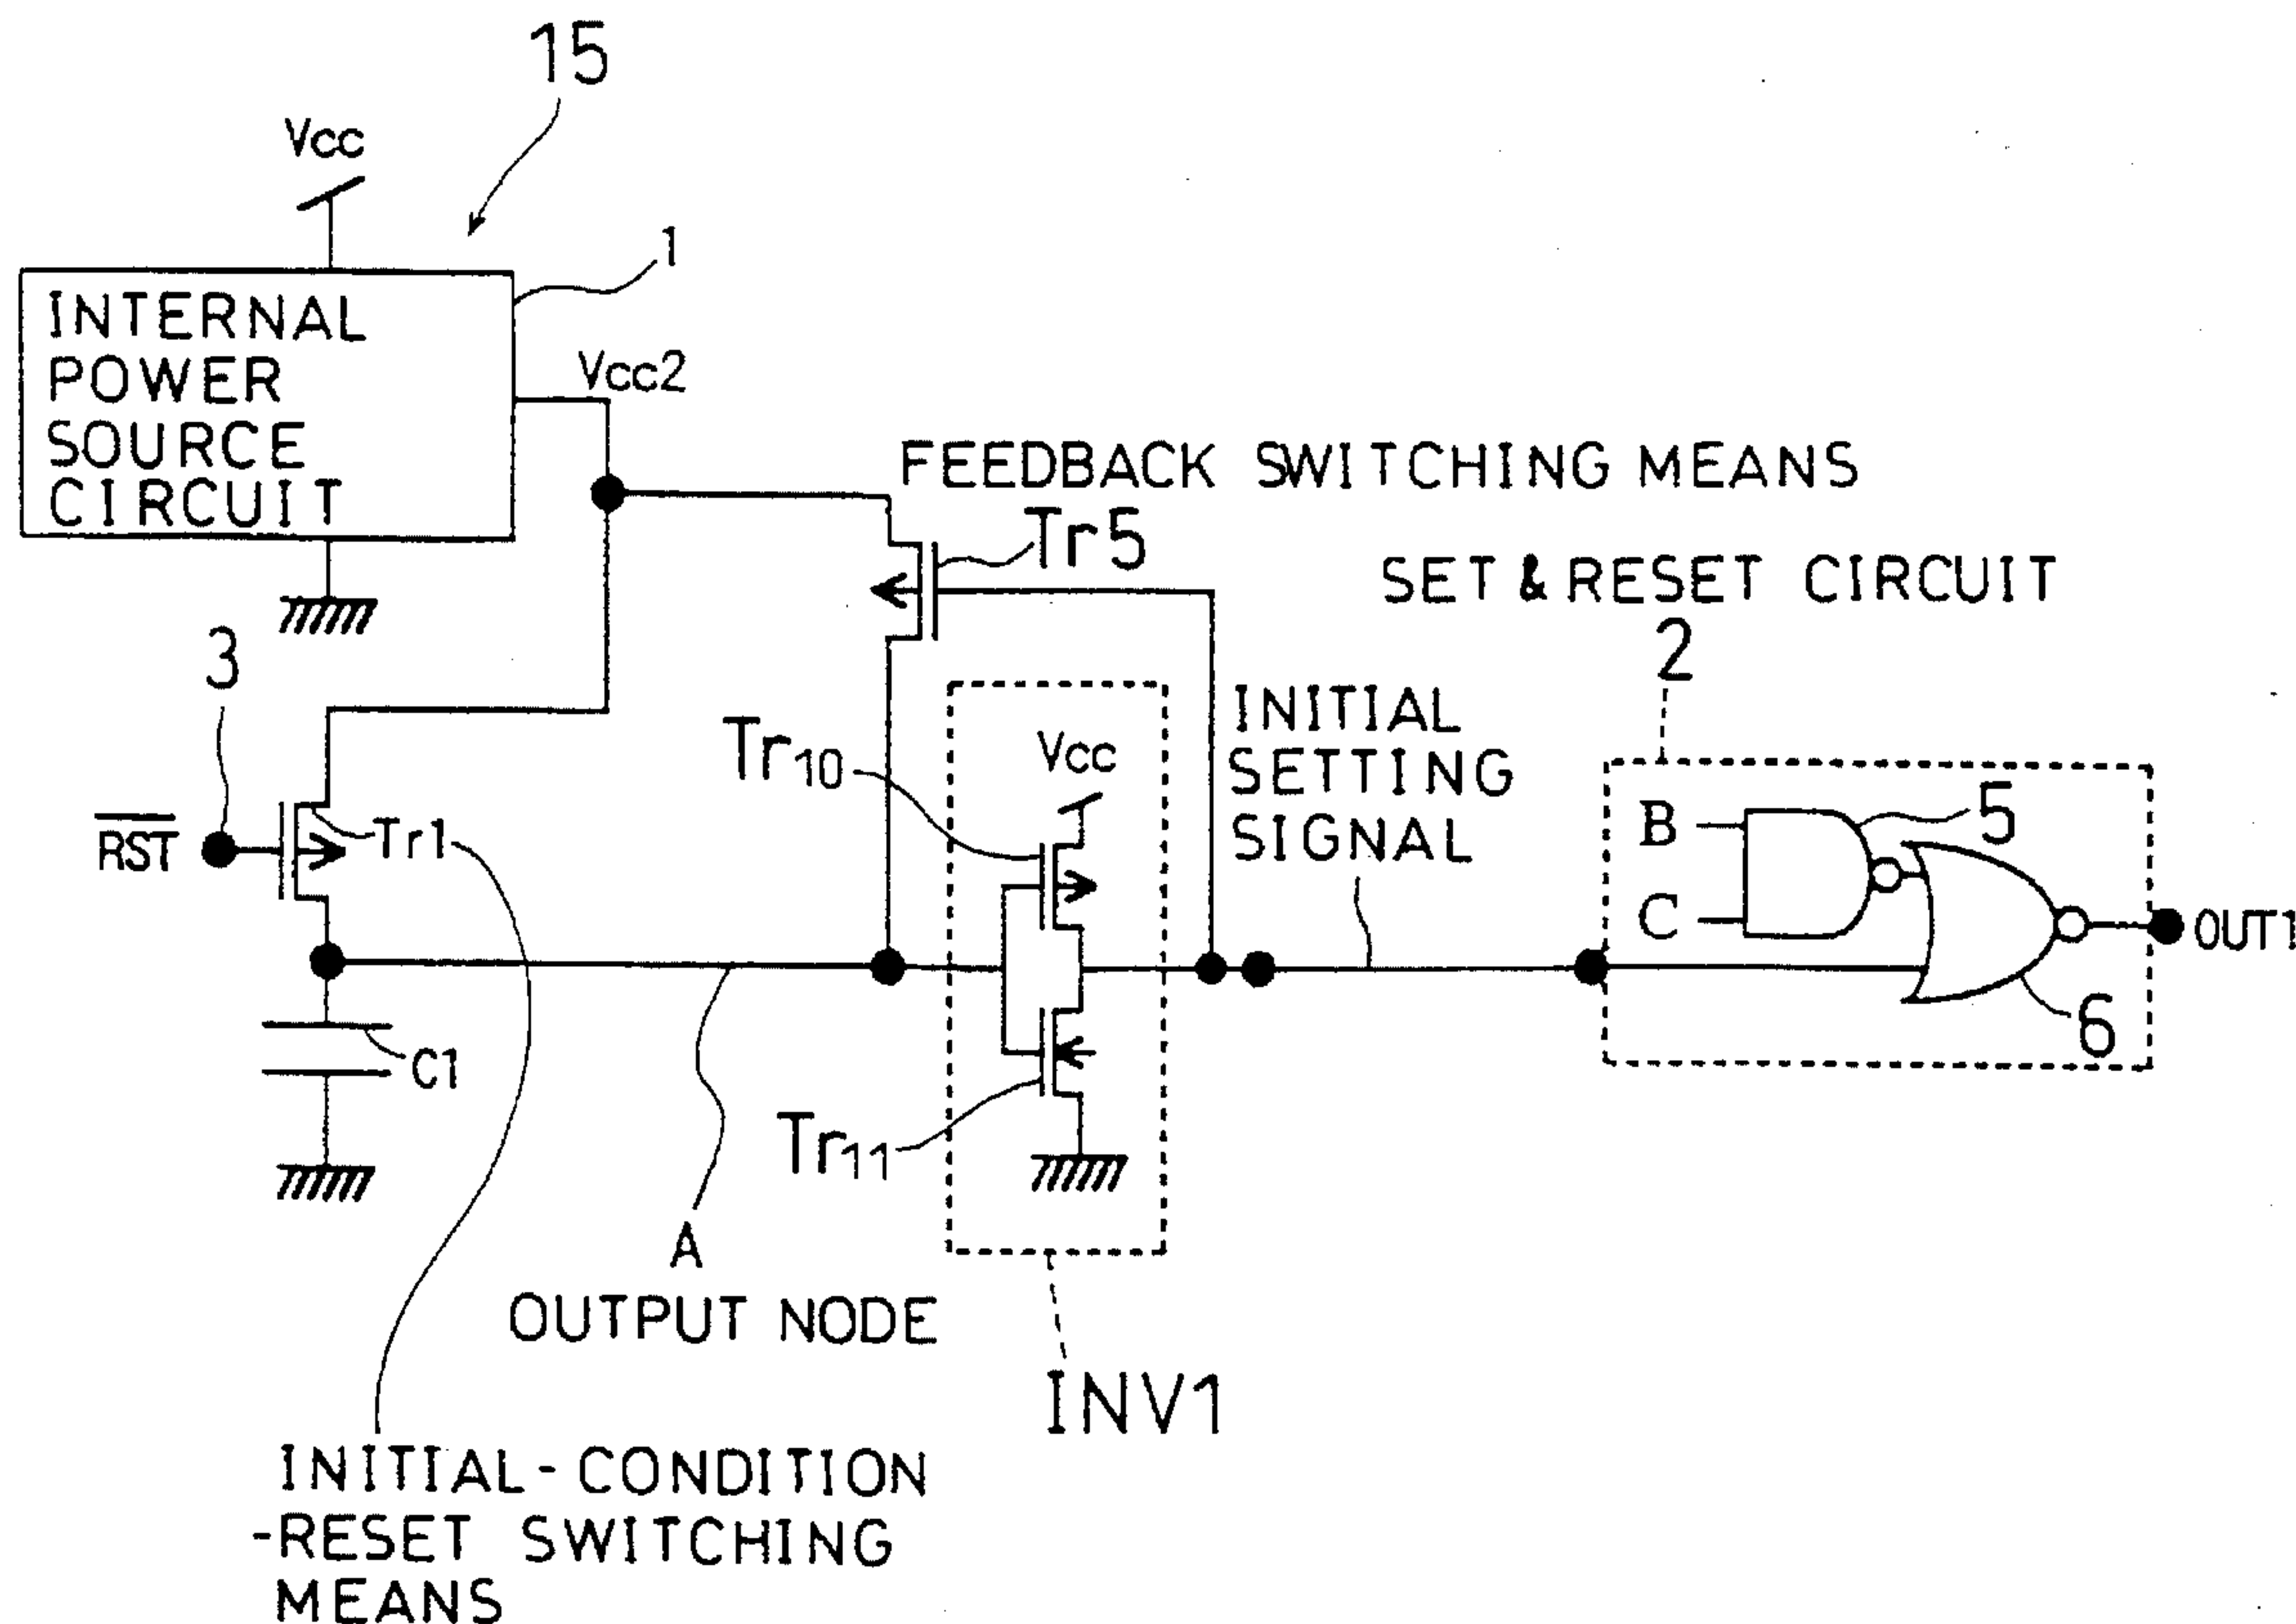 15
Vcc
1
INTERNAL
POWER
SOURCE
CIRCUIT
Vcc2
FEEDBACK SWITCHING MEANS
Tr5
SET & RESET CIRCUIT
2
3
INITIAL
SETTING
SIGNAL
Tr10
Vcc
RST
Tr1
B
C
5
6
OUT1
C1
Tr11
A
OUTPUT NODE
INV1
INITIAL-CONDITION
-RESET SWITCHING
MEANS